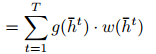 = \sum_{t=1}^{T} g(\bar{h}^t) \cdot w(\bar{h}^t)